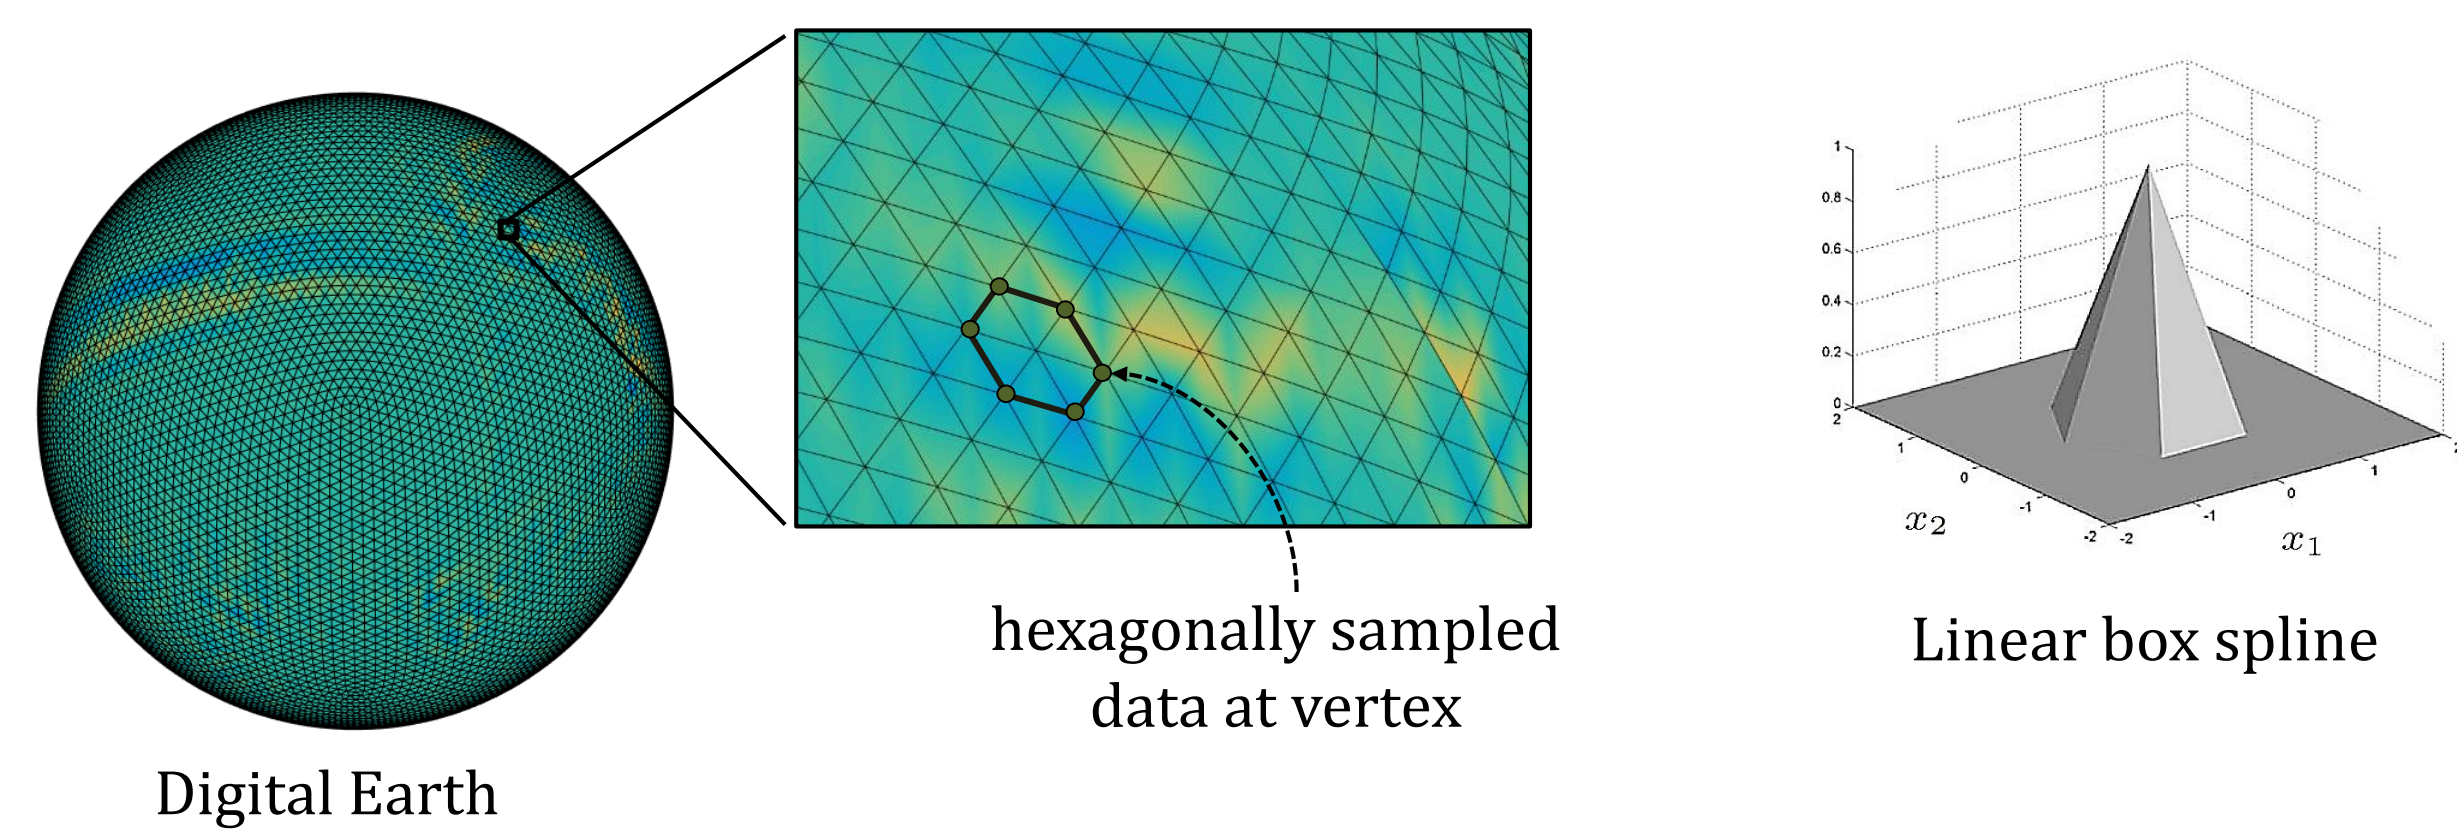 Digital Earth
hexagonally sampled
data at vertex
1
0.8
0.6
0.4
0.2
0
2
1
0
-1
-2
-2
-1
0
1
2
x₂
x₁
Linear box spline